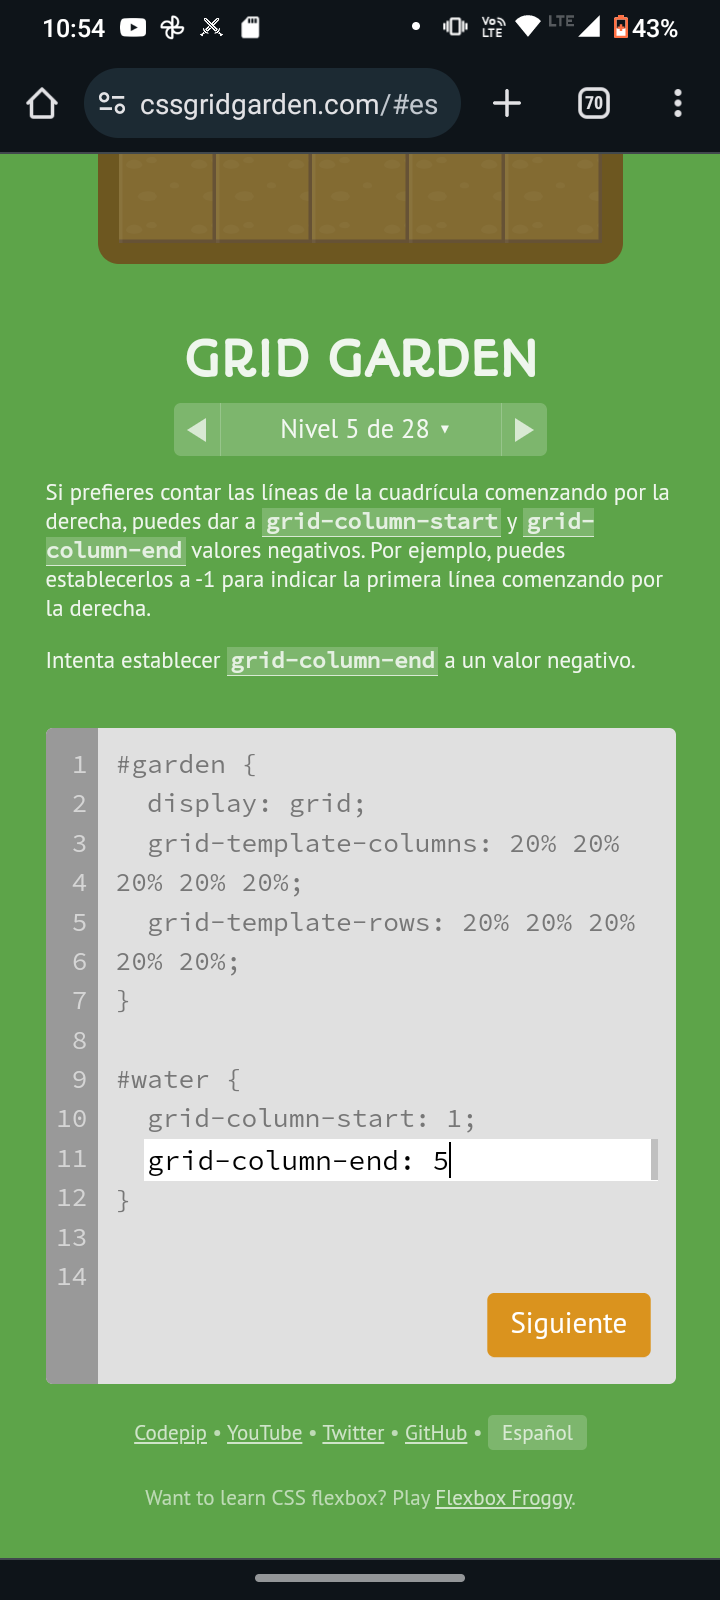 10:54 Vo LTE LTE 43%
cssgridgarden.com/#es 70
GRID GARDEN
Nivel 5 de 28 ▾
Si prefieres contar las líneas de la cuadrícula comenzando por la
derecha, puedes dar a grid-column-start y grid-
column-end valores negativos. Por ejemplo, puedes
establecerlos a -1 para indicar la primera línea comenzando por
la derecha.
Intenta establecer grid-column-end a un valor negativo.
1 #garden {
2 display: grid;
3 grid-template-columns: 20% 20%
4 20% 20% 20%;
5 grid-template-rows: 20% 20% 20%
6 20% 20%;
7 }
8
9 #water {
10 grid-column-start: 1;
11 grid-column-end: 5
12 }
13
14
Siguiente
Codepip • YouTube • Twitter • GitHub • Español
Want to learn CSS flexbox? Play Flexbox Froggy.